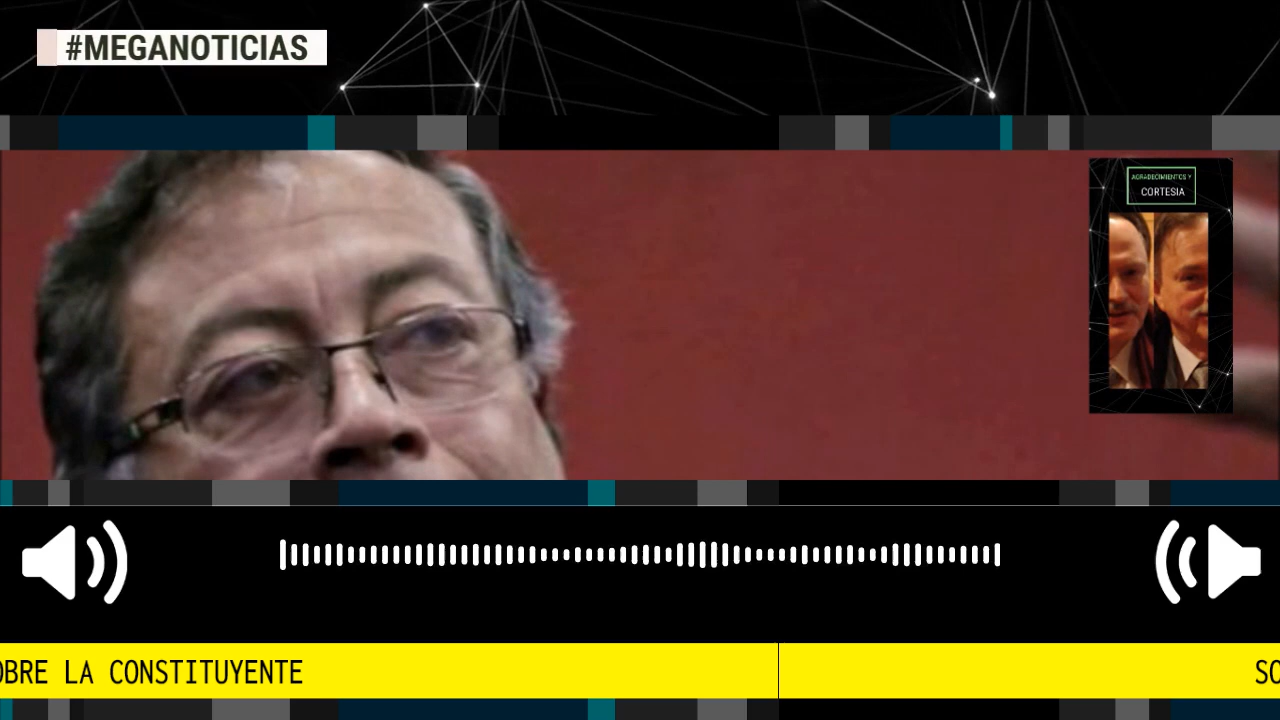 #MEGANOTICIAS
AGRADECIMIENTOS Y
CORTESIA
OBRE LA CONSTITUYENTE
SO